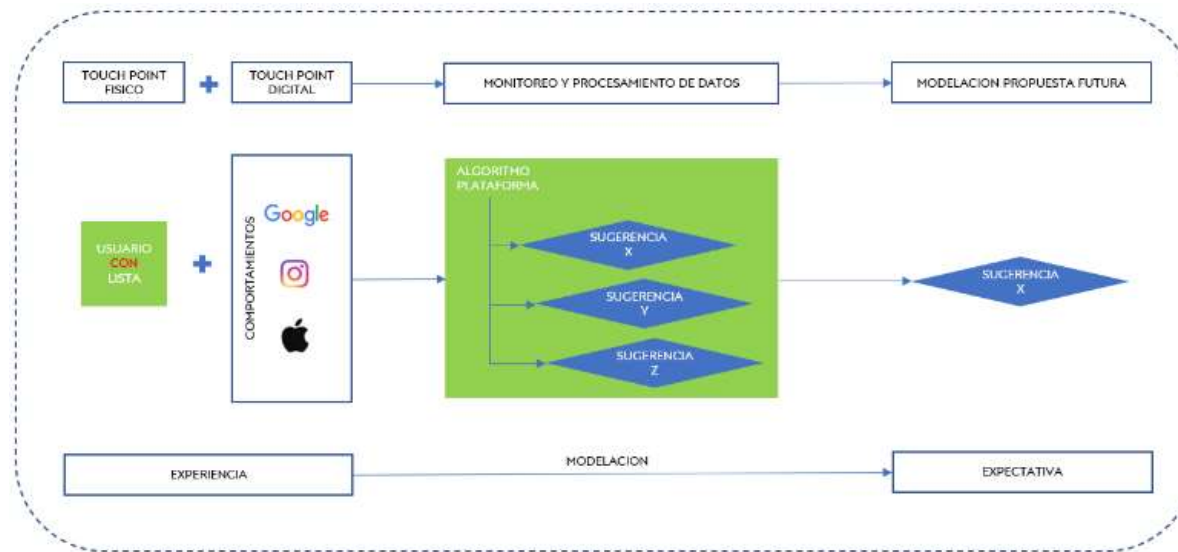 TOUCH POINT
FISICO
TOUCH POINT
DIGITAL
MONITOREO Y PROCESAMIENTO DE DATOS
MODELACION PROPUESTA FUTURA
USUARIO
CON
LISTA
COMPORTAMIENTOS
Google
ALGORITMO
PLATAFORMA
SUGERENCIA
X
SUGERENCIA
Y
SUGERENCIA
Z
SUGERENCIA
X
EXPERIENCIA
MODELACION
EXPECTATIVA